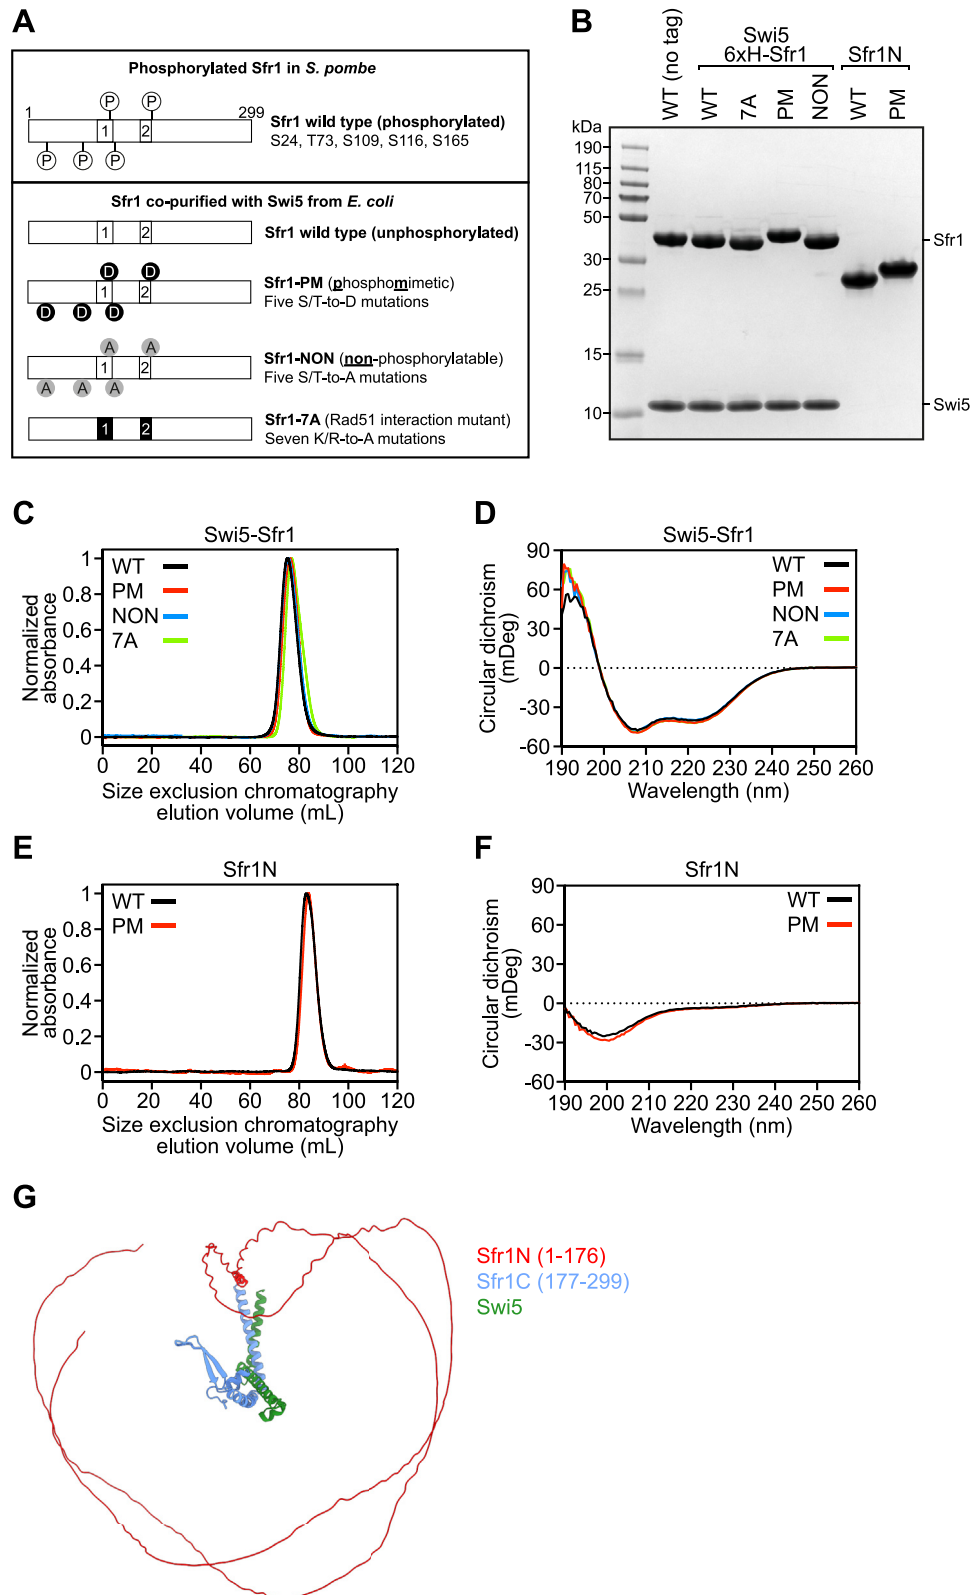 A
Phosphorylated Sfr1 in S. pombe
1
299
P
P
1
2
P
P
P
Sfr1 wild type (phosphorylated)
S24, T73, S109, S116, S165
Sfr1 co-purified with Swi5 from E. coli
1
2
Sfr1 wild type (unphosphorylated)
D
D
1
2
D
D
D
Sfr1-PM (phosphomimetic)
Five S/T-to-D mutations
A
A
1
2
A
A
A
Sfr1-NON (non-phosphorylatable)
Five S/T-to-A mutations
1
2
Sfr1-7A (Rad51 interaction mutant)
Seven K/R-to-A mutations
B
Swi5
6xH-Sfr1
Sfr1N
WT (no tag)
WT
7A
PM
NON
WT
PM
kDa
190
115
80
70
50
30
25
15
10
Sfr1
Swi5
C
Swi5-Sfr1
WT
PM
NON
7A
Normalized absorbance
1
0.8
0.6
0.4
0.2
0
0 20 40 60 80 100 120
Size exclusion chromatography
elution volume (mL)
D
Swi5-Sfr1
WT
PM
NON
7A
Circular dichroism (mDeg)
90
60
30
0
-30
-60
190 200 210 220 230 240 250 260
Wavelength (nm)
E
Sfr1N
WT
PM
Normalized absorbance
1
0.8
0.6
0.4
0.2
0
0 20 40 60 80 100 120
Size exclusion chromatography
elution volume (mL)
F
Sfr1N
WT
PM
Circular dichroism (mDeg)
90
60
30
0
-30
-60
190 200 210 220 230 240 250 260
Wavelength (nm)
G
Sfr1N (1-176)
Sfr1C (177-299)
Swi5